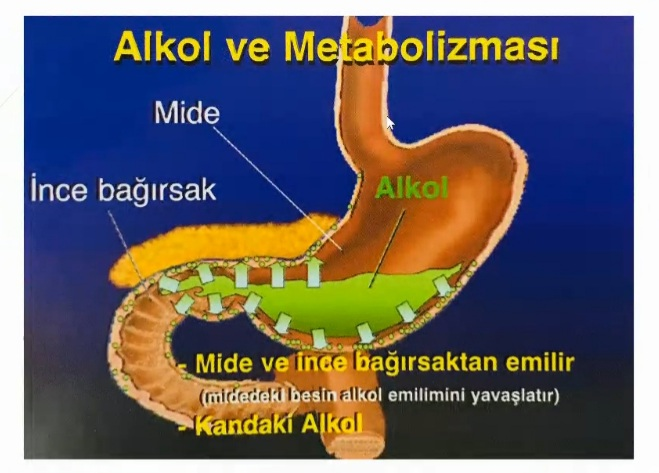 Alkol ve Metabolizması
Mide
İnce bağırsak
Alkol
- Mide ve ince bağırsaktan emilir
(midedeki besin alkol emilimini yavaşlatır)
- Kandaki Alkol